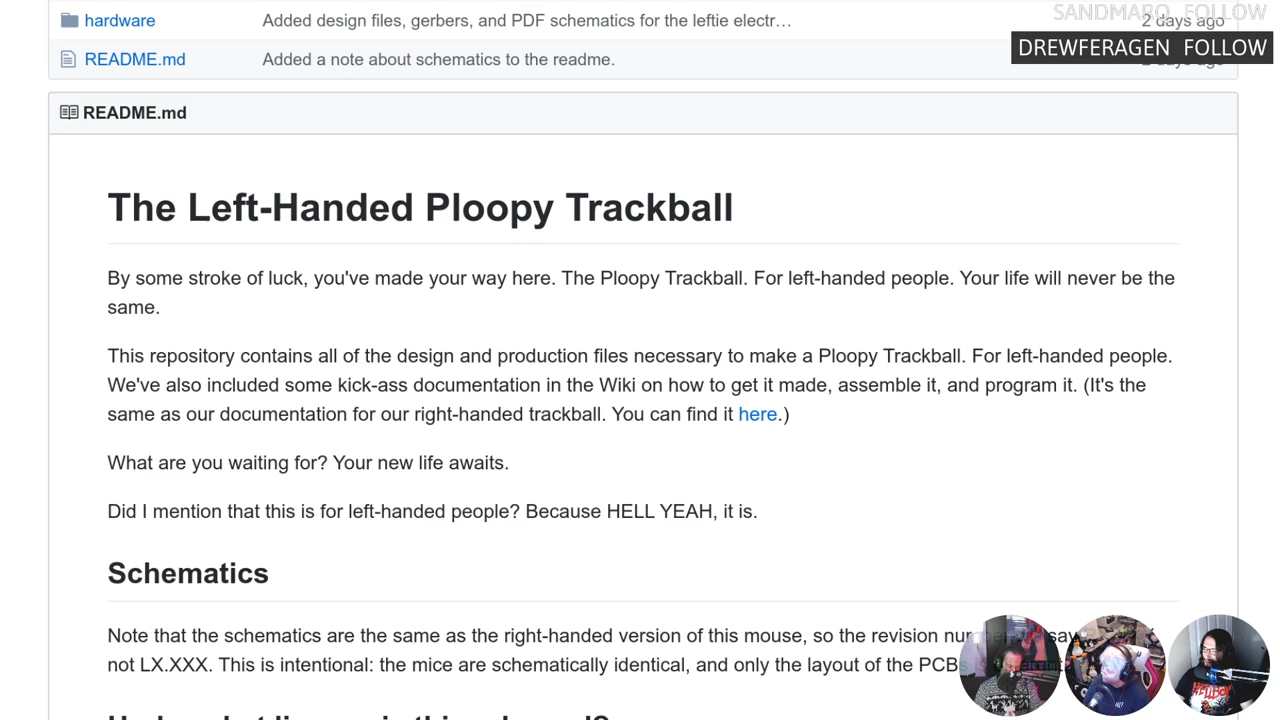 SANDMARQ FOLLOW
hardware Added design files, gerbers, and PDF schematics for the leftie electr… 2 days ago
DREWFERAGEN FOLLOW
README.md Added a note about schematics to the readme.
README.md
The Left-Handed Ploopy Trackball
By some stroke of luck, you've made your way here. The Ploopy Trackball. For left-handed people. Your life will never be the
same.
This repository contains all of the design and production files necessary to make a Ploopy Trackball. For left-handed people.
We've also included some kick-ass documentation in the Wiki on how to get it made, assemble it, and program it. (It's the
same as our documentation for our right-handed trackball. You can find it here.)
What are you waiting for? Your new life awaits.
Did I mention that this is for left-handed people? Because HELL YEAH, it is.
Schematics
Note that the schematics are the same as the right-handed version of this mouse, so the revision
not LX.XXX. This is intentional: the mice are schematically identical, and only the layout of the PCBs